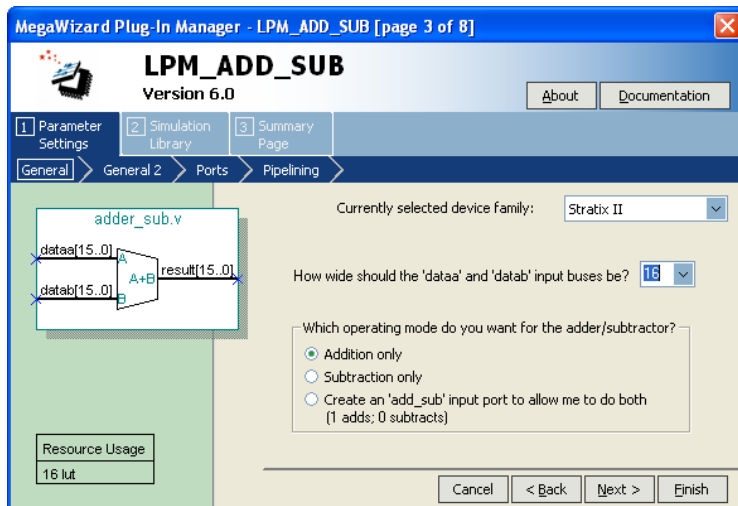 MegaWizard Plug-In Manager - LPM_ADD_SUB [page 3 of 8]
LPM_ADD_SUB
Version 6.0
About
Documentation
1 Parameter Settings
2 Simulation Library
3 Summary Page
General
General 2
Ports
Pipelining
adder_sub.v
dataa[15..0]
A
A+B
result[15..0]
datab[15..0]
B
Currently selected device family:
Stratix II
How wide should the 'dataa' and 'datab' input buses be?
16
Which operating mode do you want for the adder/subtractor?
Addition only
Subtraction only
Create an 'add_sub' input port to allow me to do both
(1 adds; 0 subtracts)
Resource Usage
16 lut
Cancel
< Back
Next >
Finish